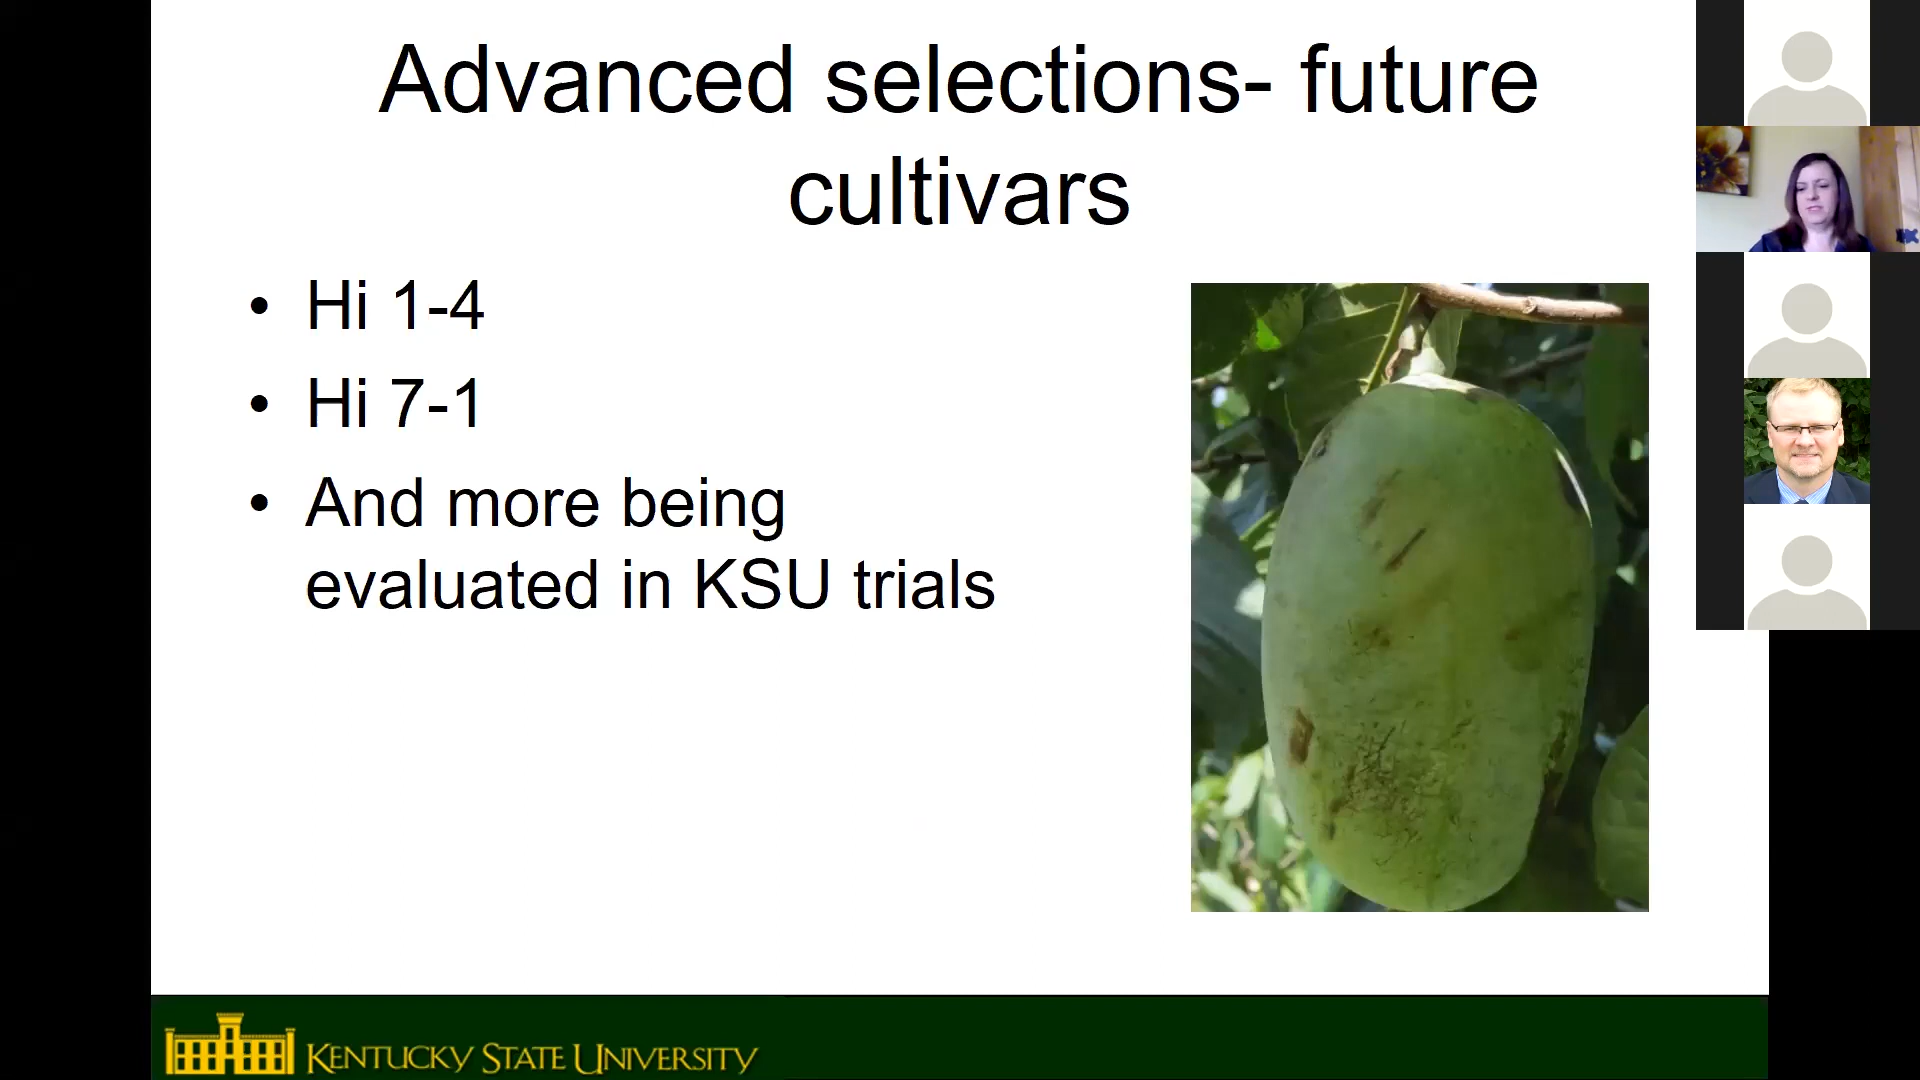 Advanced selections- future
cultivars
• Hi 1-4
• Hi 7-1
• And more being
evaluated in KSU trials
KENTUCKY STATE UNIVERSITY